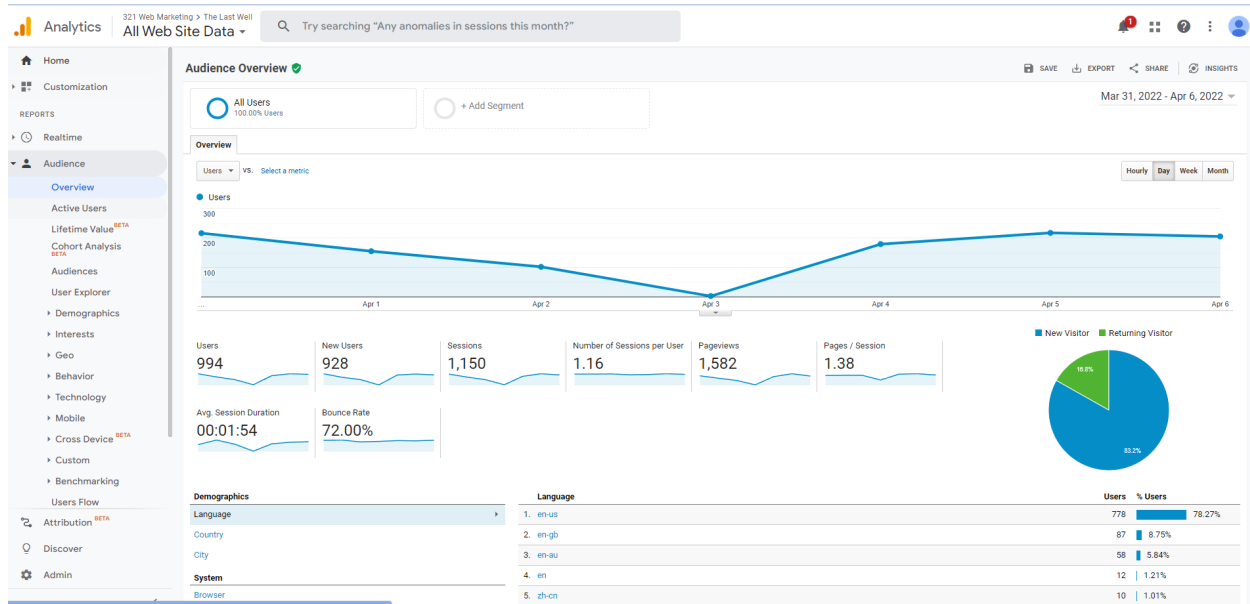 321 Web Marketing > The Last Well
Analytics
All Web Site Data
Try searching "Any anomalies in sessions this month?"
1
Home
Customization
REPORTS
Realtime
Audience
Overview
Active Users
Lifetime Value BETA
Cohort Analysis
BETA
Audiences
User Explorer
Demographics
Interests
Geo
Behavior
Technology
Mobile
Cross Device BETA
Custom
Benchmarking
Users Flow
Attribution BETA
Discover
Admin
Audience Overview
SAVE EXPORT SHARE INSIGHTS
All Users
100.00% Users
+ Add Segment
Mar 31, 2022 - Apr 6, 2022
Overview
Users VS. Select a metric
Hourly Day Week Month
Users
300
200
100
... Apr 1 Apr 2 Apr 3 Apr 4 Apr 5 Apr 6
New Visitor Returning Visitor
Users
994
New Users
928
Sessions
1,150
Number of Sessions per User
1.16
Pageviews
1,582
Pages / Session
1.38
Avg. Session Duration
00:01:54
Bounce Rate
72.00%
83.2%
Demographics
Language
Country
City
System
Browser
Language Users % Users
1. en-us 778 78.27%
2. en-gb 87 8.75%
3. en-au 58 5.84%
4. en 12 1.21%
5. zh-cn 10 1.01%